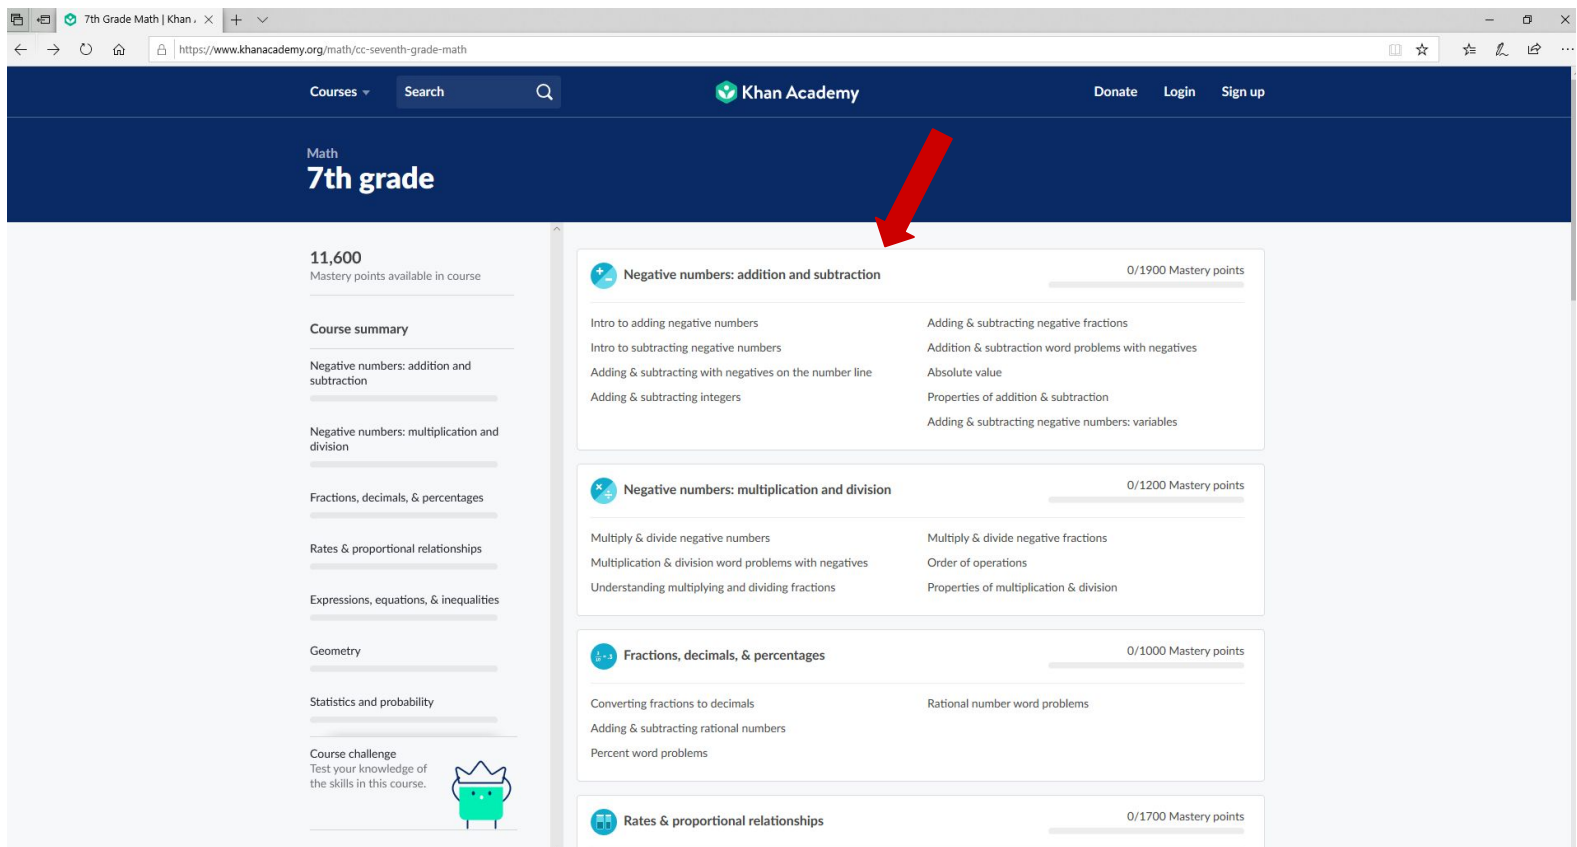 7th Grade Math | Khan
https://www.khanacademy.org/math/cc-seventh-grade-math
Courses
Search
Khan Academy
Donate
Login
Sign up
Math
7th grade
11,600
Mastery points available in course
Course summary
Negative numbers: addition and
subtraction
Negative numbers: multiplication and
division
Fractions, decimals, & percentages
Rates & proportional relationships
Expressions, equations, & inequalities
Geometry
Statistics and probability
Course challenge
Test your knowledge of
the skills in this course.
Negative numbers: addition and subtraction
0/1900 Mastery points
Intro to adding negative numbers
Intro to subtracting negative numbers
Adding & subtracting with negatives on the number line
Adding & subtracting integers
Adding & subtracting negative fractions
Addition & subtraction word problems with negatives
Absolute value
Properties of addition & subtraction
Adding & subtracting negative numbers: variables
Negative numbers: multiplication and division
0/1200 Mastery points
Multiply & divide negative numbers
Multiplication & division word problems with negatives
Understanding multiplying and dividing fractions
Multiply & divide negative fractions
Order of operations
Properties of multiplication & division
Fractions, decimals, & percentages
0/1000 Mastery points
Converting fractions to decimals
Adding & subtracting rational numbers
Percent word problems
Rational number word problems
Rates & proportional relationships
0/1700 Mastery points